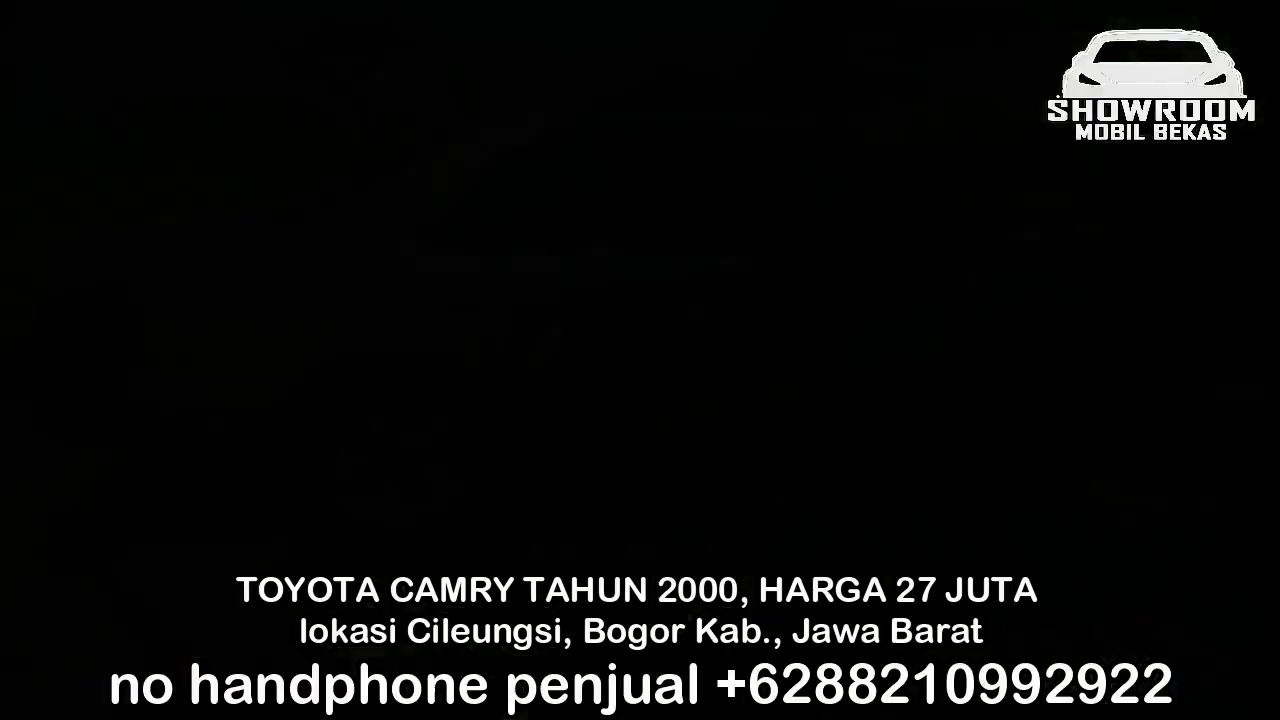 SHOWROOM
MOBIL BEKAS
TOYOTA CAMRY TAHUN 2000, HARGA 27 JUTA
lokasi Cileungsi, Bogor Kab., Jawa Barat
no handphone penjual +6288210992922